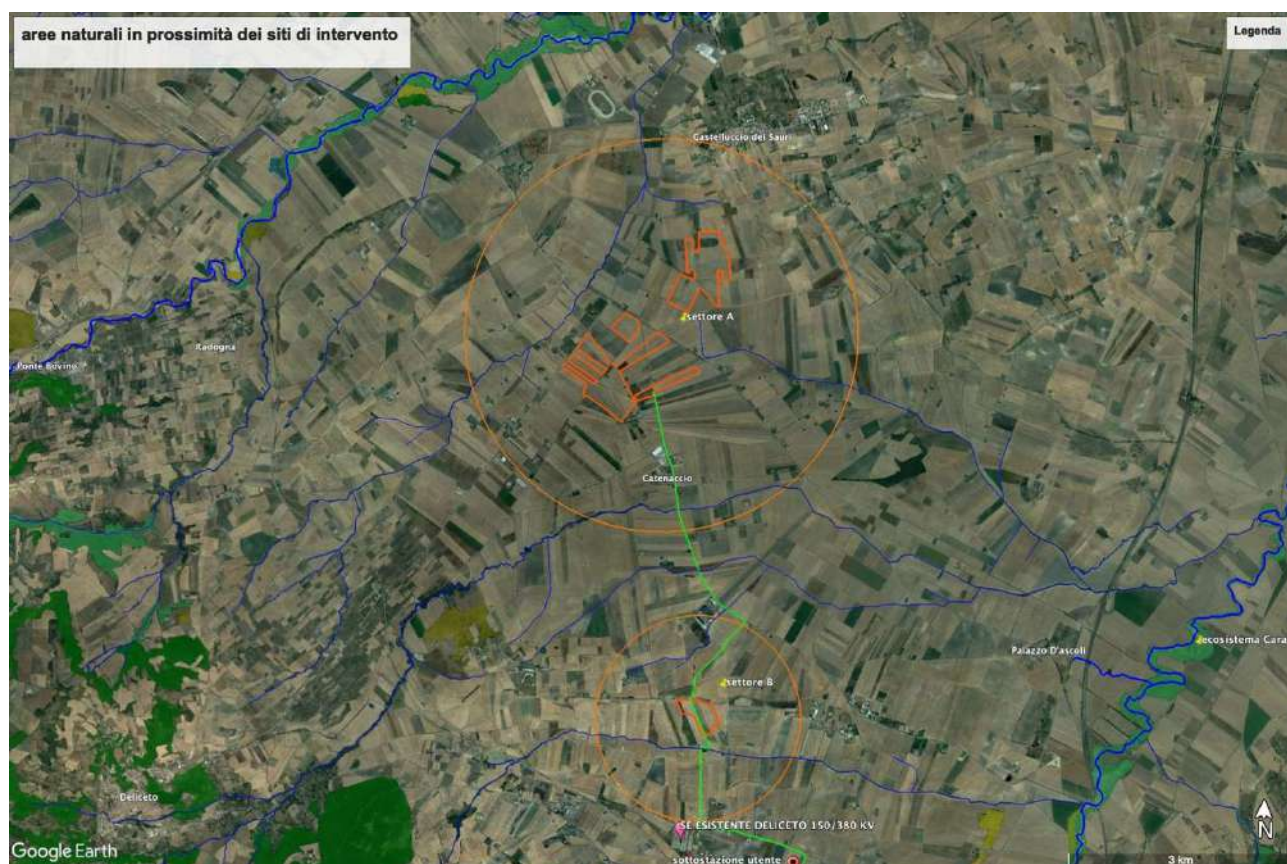 aree naturali in prossimità dei siti di intervento
Legenda
Castelluccio dei Sauri
settore A
Radogna
Ponte Bovino
Catenaccio
ecosistema Cara
Palazzo D'ascoli
settore B
Deliceto
SE ESISTENTE DELICETO 150/380 KV
sottostazione utente
Google Earth
3 km
N